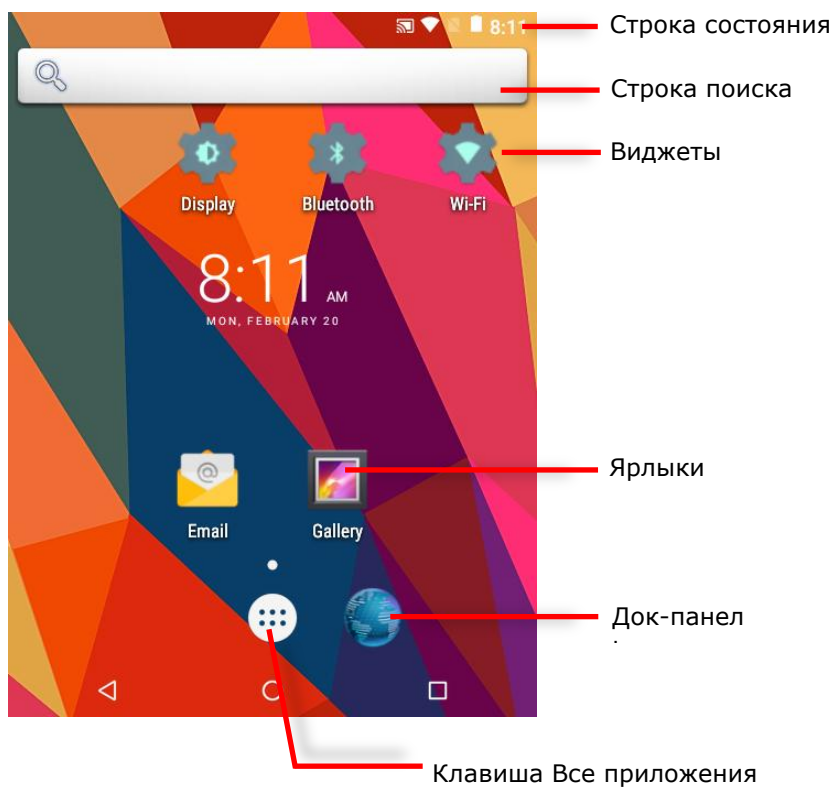 8:11 Строка состояния
Строка поиска
Виджеты
Display Bluetooth Wi-Fi
8:11 AM
MON, FEBRUARY 20
Ярлыки
Email Gallery
Док-панел
Клавиша Все приложения